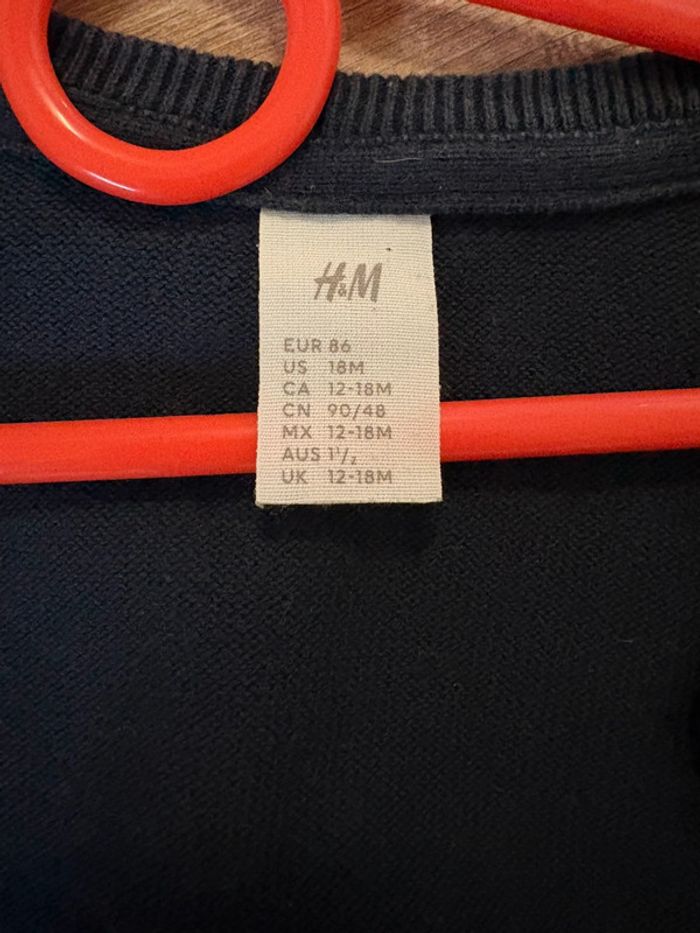 H&M
EUR 86
US 18M
CA 12-18M
CN 90/48
MX 12-18M
AUS 1½
UK 12-18M